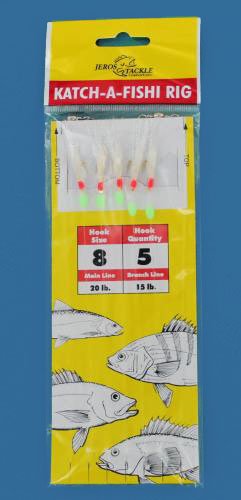 JEROS TACKLE
KATCH-A-FISHI RIG
BOTTOM
TOP
Hook Size
Hook Quantity
8
5
Main Line
Branch Line
20 lb.
15 lb.